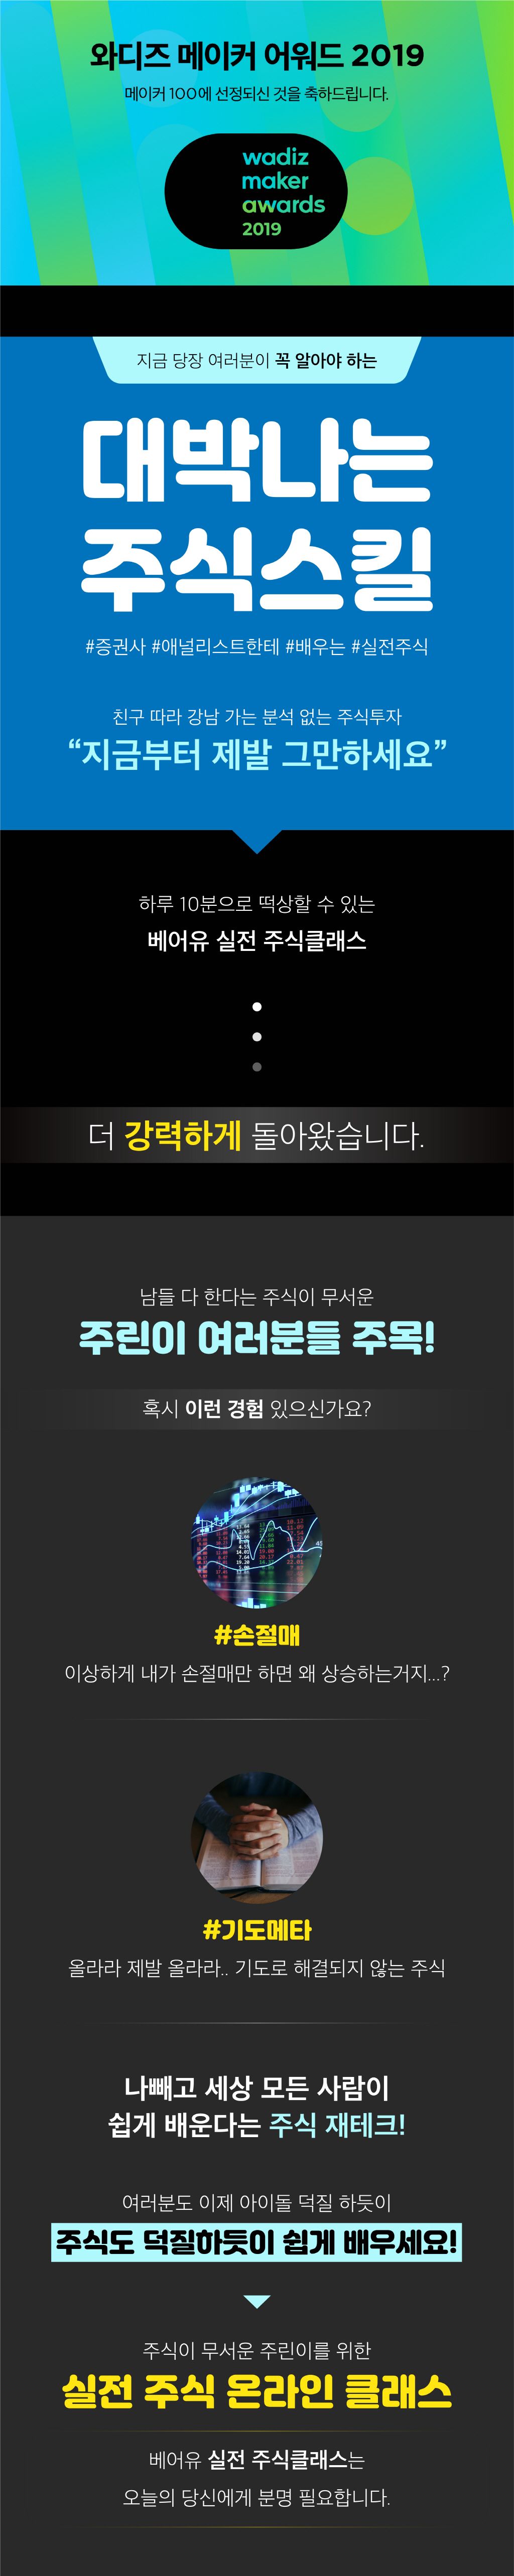 와디즈 메이커 어워드 2019
메이커 100에 선정되신 것을 축하드립니다.
wadiz
maker
awards
2019
지금 당장 여러분이 꼭 알아야 하는
대박나는
주식스킬
#증권사 #애널리스트한테 #배우는 #실전주식
친구 따라 강남 가는 분석 없는 주식투자
“지금부터 제발 그만하세요”
하루 10분으로 떡상할 수 있는
베어유 실전 주식클래스
더 강력하게 돌아왔습니다.
남들 다 한다는 주식이 무서운
주린이 여러분들 주목!
혹시 이런 경험 있으신가요?
#손절매
이상하게 내가 손절매만 하면 왜 상승하는거지...?
#기도메타
올라라 제발 올라라.. 기도로 해결되지 않는 주식
나빼고 세상 모든 사람이
쉽게 배운다는 주식 재테크!
여러분도 이제 아이돌 덕질 하듯이
주식도 덕질하듯이 쉽게 배우세요!
주식이 무서운 주린이를 위한
실전 주식 온라인 클래스
베어유 실전 주식클래스는
오늘의 당신에게 분명 필요합니다.